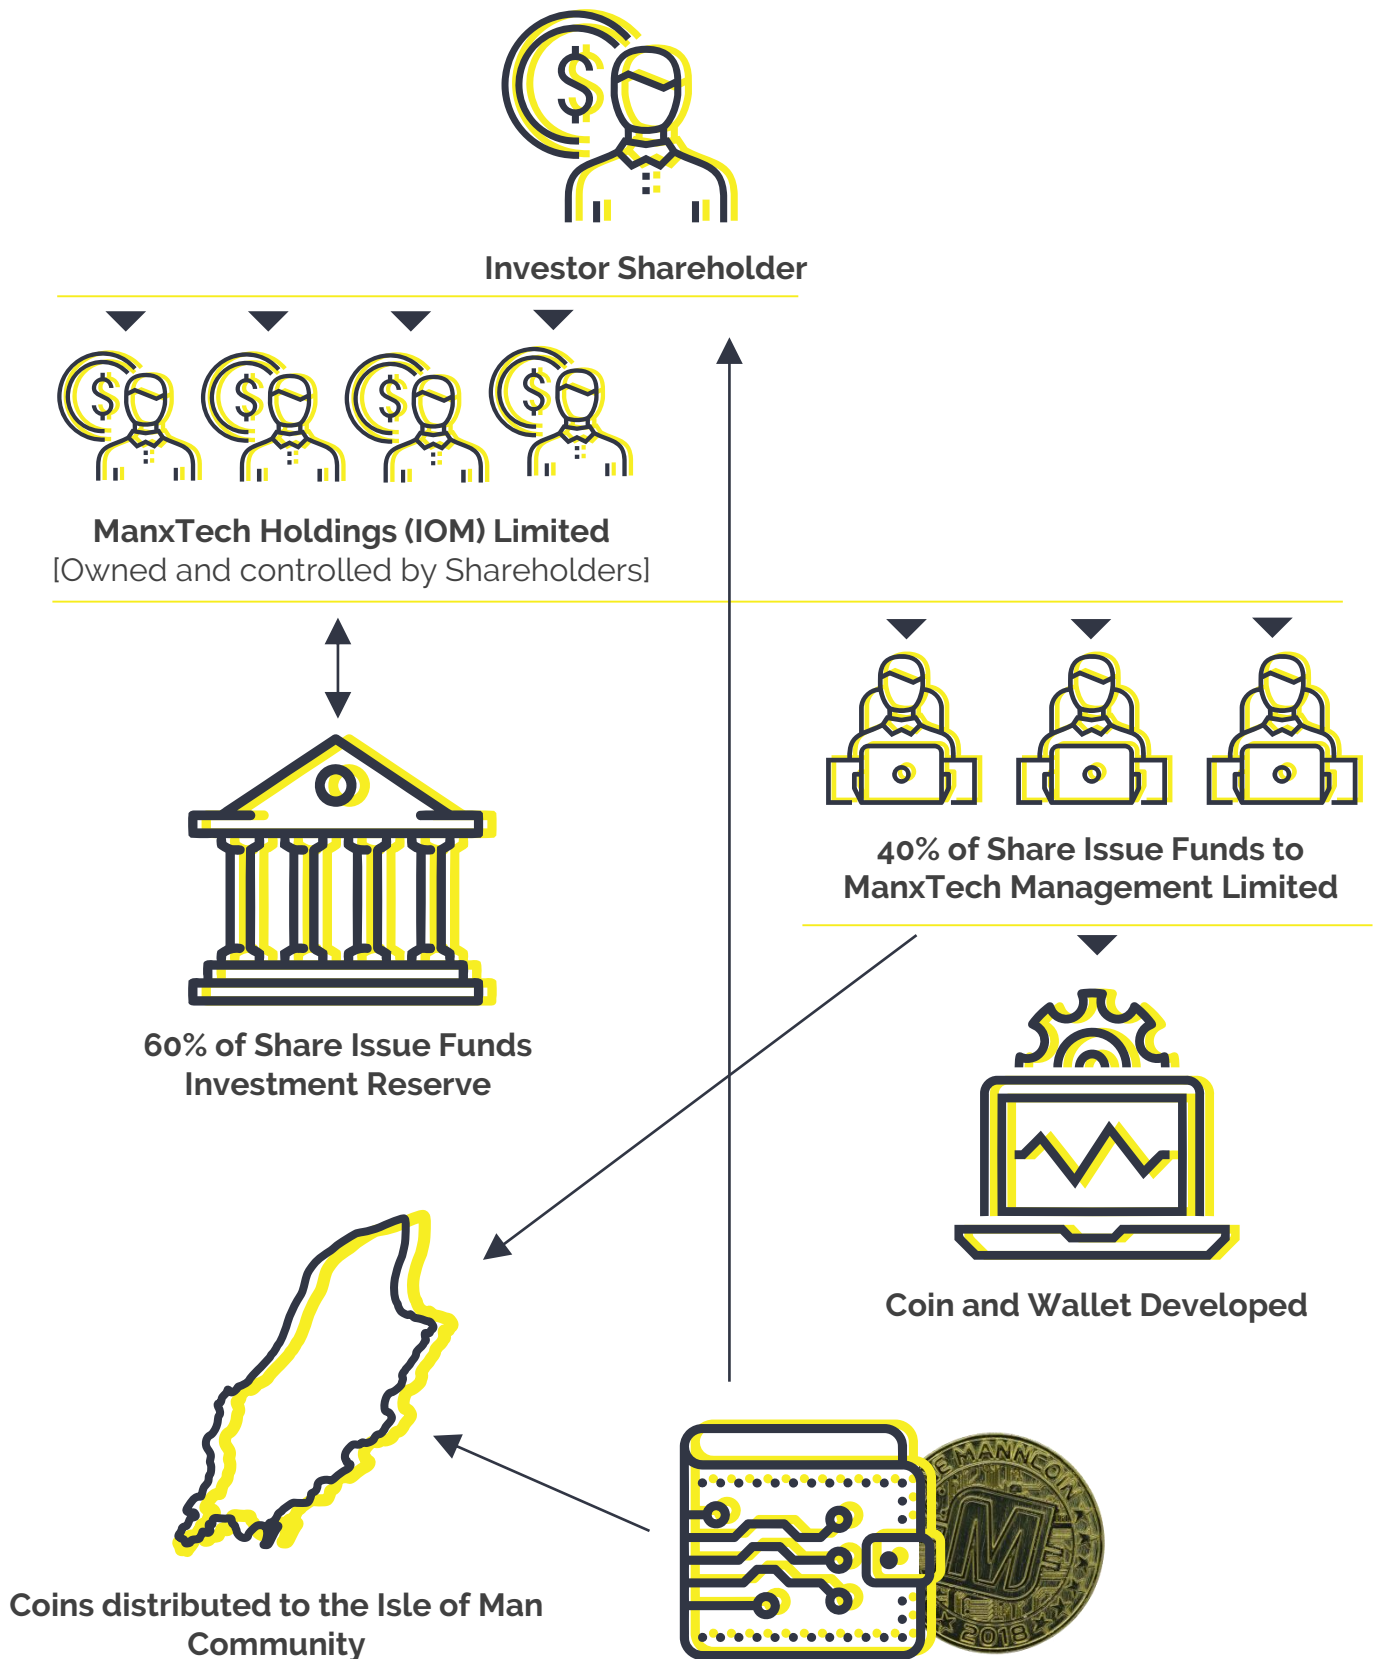 Investor Shareholder
ManxTech Holdings (IOM) Limited
[Owned and controlled by Shareholders]
40% of Share Issue Funds to
ManxTech Management Limited
60% of Share Issue Funds
Investment Reserve
Coin and Wallet Developed
Coins distributed to the Isle of Man
Community
MANNCOIN
M
2018